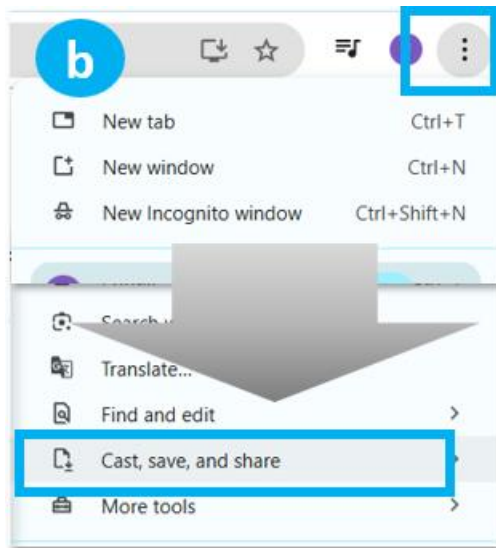 b
New tab Ctrl+T
New window Ctrl+N
New Incognito window Ctrl+Shift+N
Search
Translate...
Find and edit
Cast, save, and share
More tools